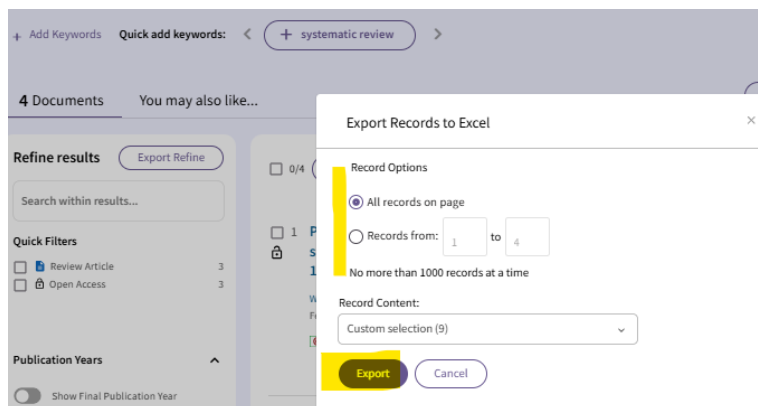 + Add Keywords Quick add keywords: < + systematic review >
4 Documents You may also like...
Export Records to Excel ×
Refine results Export Refine
0/4
Record Options
All records on page
Search within results...
Records from: 1 to 4
1 P
Quick Filters
s
Review Article 3
1
No more than 1000 records at a time
Open Access 3
W
Record Content:
Custom selection (9)
Publication Years
Export Cancel
Show Final Publication Year